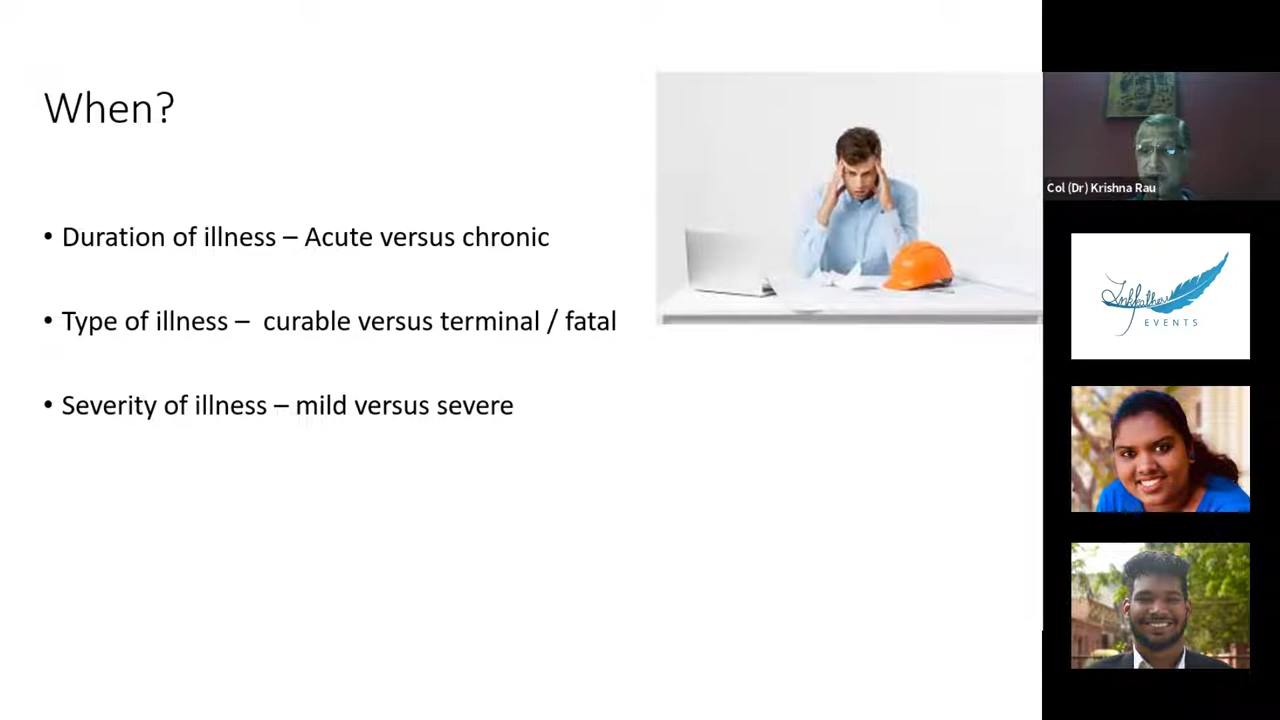 When?
• Duration of illness – Acute versus chronic
• Type of illness –  curable versus terminal / fatal
• Severity of illness – mild versus severe
Col (Dr) Krishna Rau
Inkfeathers
EVENTS